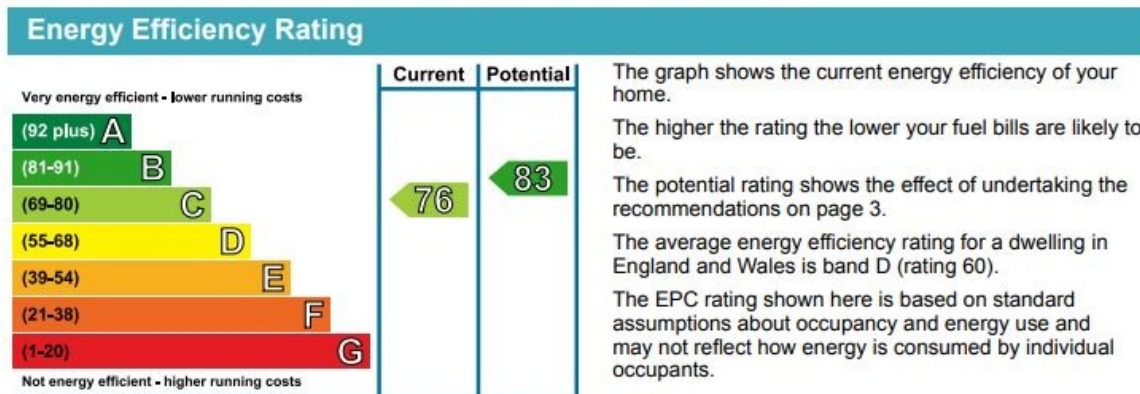 Energy Efficiency Rating
Current Potential
Very energy efficient - lower running costs
(92 plus) A
(81-91) B
(69-80) C
(55-68) D
(39-54) E
(21-38) F
(1-20) G
Not energy efficient - higher running costs
76
83
The graph shows the current energy efficiency of your
home.
The higher the rating the lower your fuel bills are likely to
be.
The potential rating shows the effect of undertaking the
recommendations on page 3.
The average energy efficiency rating for a dwelling in
England and Wales is band D (rating 60).
The EPC rating shown here is based on standard
assumptions about occupancy and energy use and
may not reflect how energy is consumed by individual
occupants.